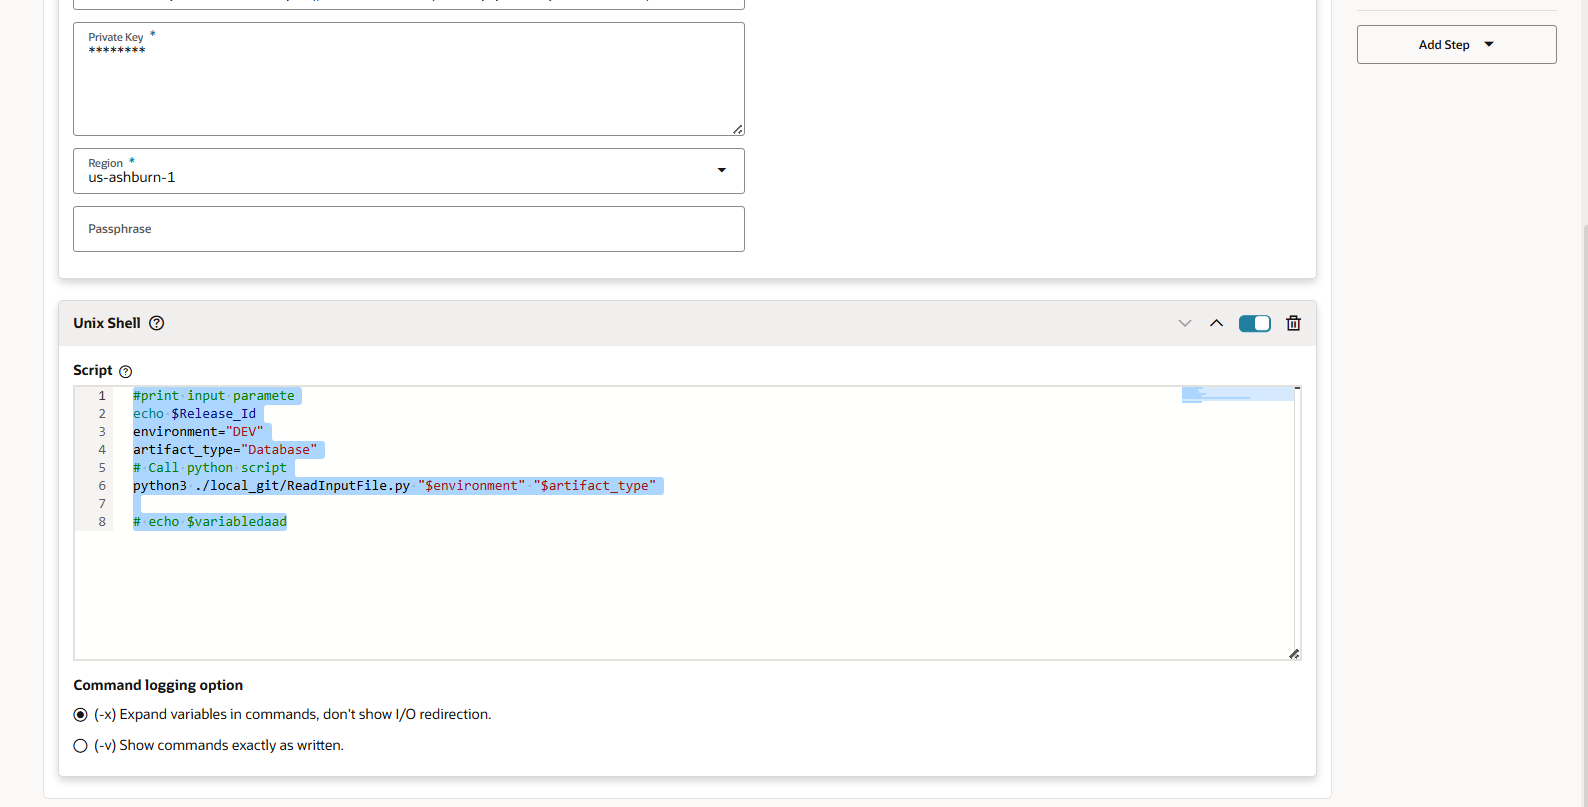 Private Key *
********
Add Step
Region *
us-ashburn-1
Passphrase
Unix Shell
Script
1 #print input paramete
2 echo $Release_Id
3 environment="DEV"
4 artifact_type="Database"
5 # Call python script
6 python3 ./local_git/ReadInputFile.py "$environment" "$artifact_type"
7
8 # echo $variabledaad
Command logging option
(-x) Expand variables in commands, don't show I/O redirection.
(-v) Show commands exactly as written.